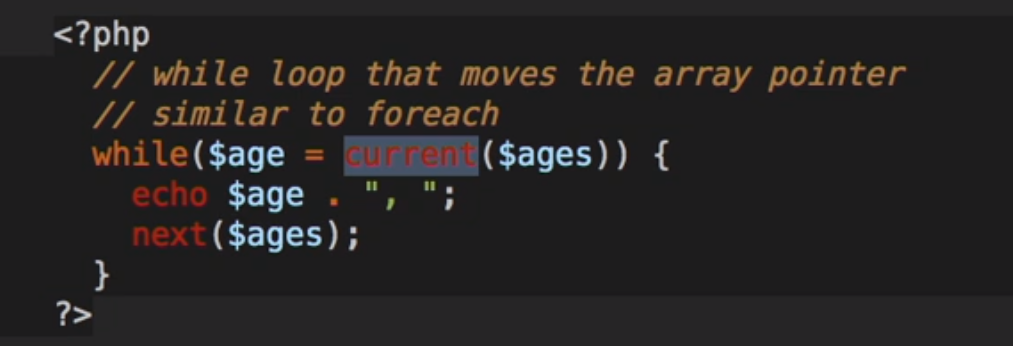 <?php
// while loop that moves the array pointer
// similar to foreach
while($age = current($ages)) {
echo $age . ", ";
next($ages);
}
?>